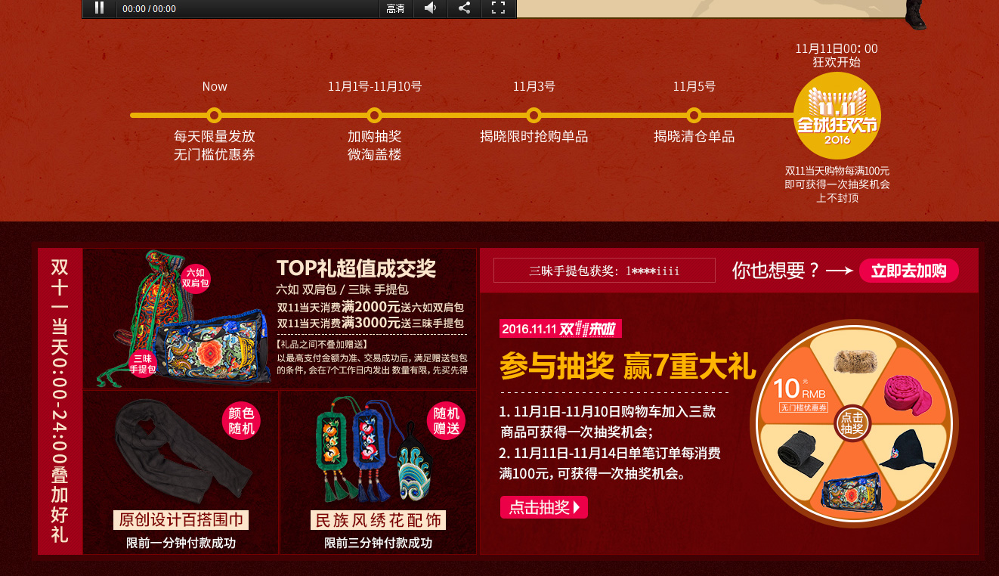 00:00 / 00:00
高清
Now
每天限量发放
无门槛优惠券
11月1号-11月10号
加购抽奖
微淘盖楼
11月3号
揭晓限时抢购单品
11月5号
揭晓清仓单品
11月11日00：00
狂欢开始
11.11
全球狂欢节
2016
双11当天购物每满100元
即可获得一次抽奖机会
上不封顶
双十一当天0:00-24:00叠加好礼
六如
双肩包
三昧
手提包
TOP礼超值成交奖
六如 双肩包 / 三昧 手提包
双11当天消费满2000元送六如双肩包
双11当天消费满3000元送三昧手提包
【礼品之间不叠加赠送】
以最高支付金额为准、交易成功后，满足赠送包包
的条件，会在7个工作日内发出 数量有限，先买先得
颜色
随机
原创设计百搭围巾
限前一分钟付款成功
随机
赠送
民族风绣花配饰
限前三分钟付款成功
三昧手提包获奖：l****iiii
你也想要？
立即去加购
2016.11.11 双11来啦
参与抽奖 赢7重大礼
1. 11月1日-11月10日购物车加入三款
商品可获得一次抽奖机会；
2. 11月11日-11月14日单笔订单每消费
满100元，可获得一次抽奖机会。
点击抽奖
10元
RMB
无门槛优惠券
点击
抽奖